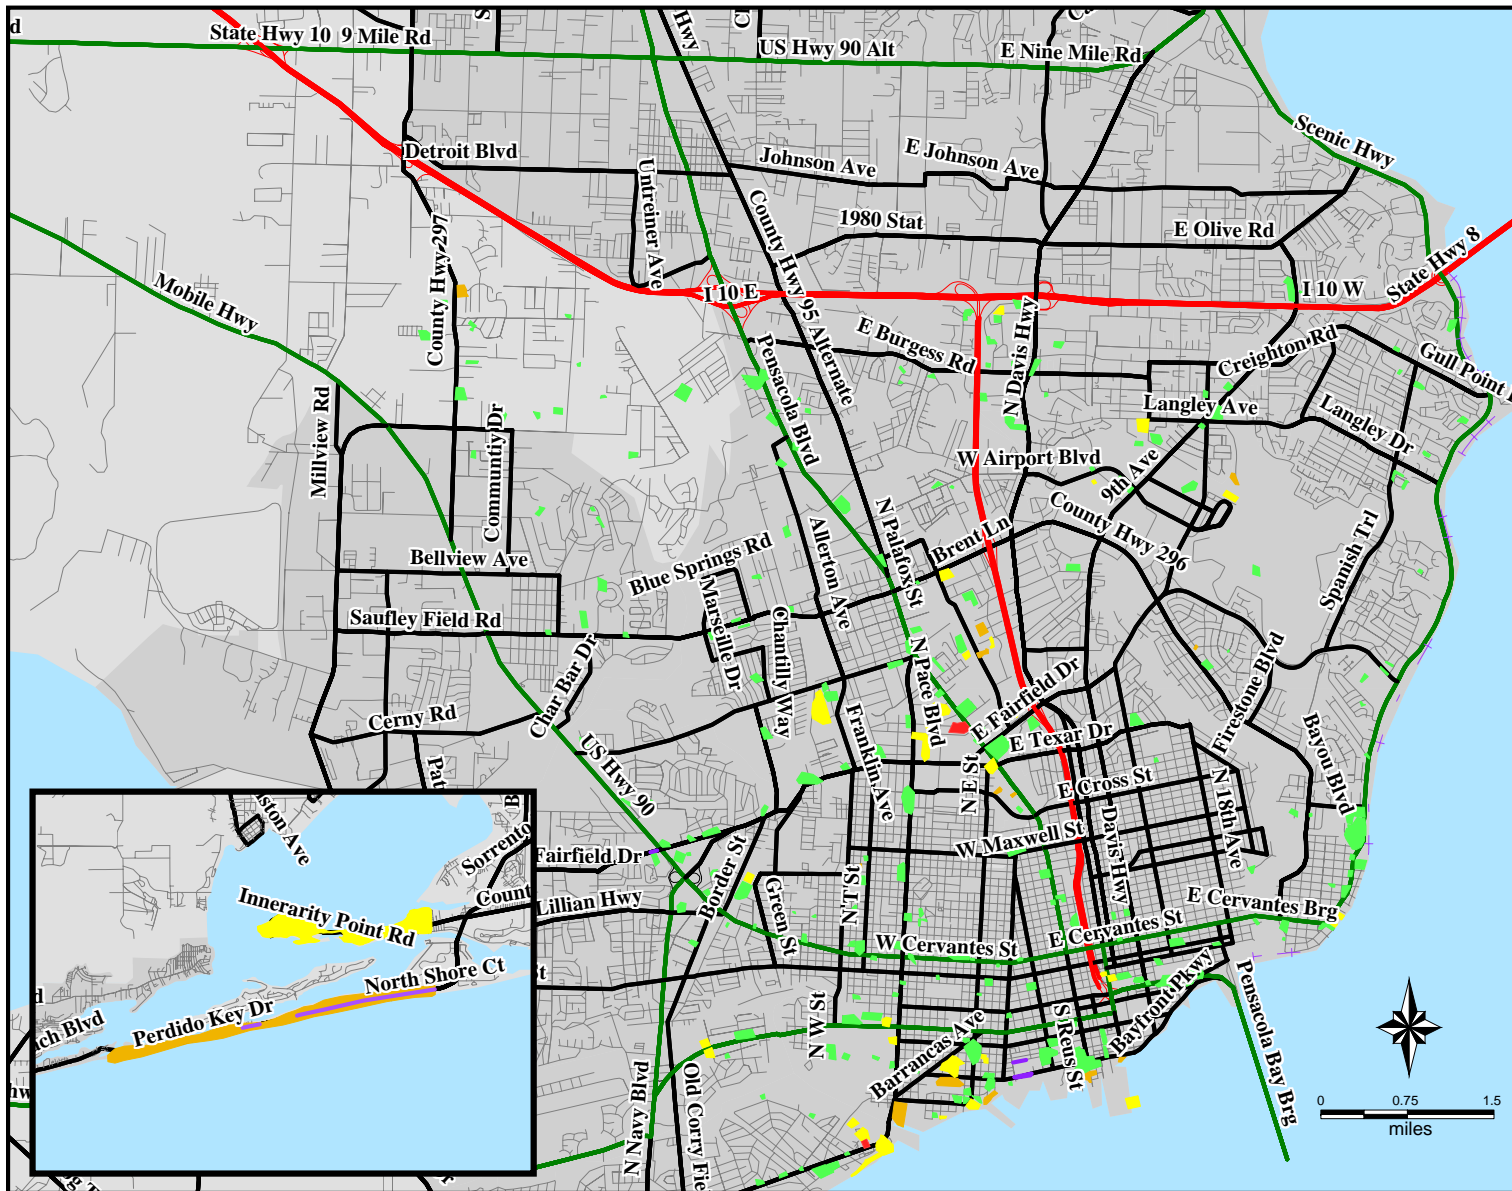 State Hwy 10  9 Mile Rd
Hwy
US Hwy 90 Alt
E Nine Mile Rd
Scenic Hwy
Detroit Blvd
Johnson Ave
E Johnson Ave
Untreiner Ave
County Hwy 297
County Hwy 95 Alternate
1980 Stat
E Olive Rd
State Hwy 8
Mobile Hwy
I 10 E
I 10 W
E Burgess Rd
N Davis Hwy
Creighton Rd
Gull Point
Pensacola Blvd
Millview Rd
Communtiy Dr
Langley Ave
Langley Dr
W Airport Blvd
9th Ave
County Hwy 296
N Palafox St
Brent Ln
Spanish Trl
Bellview Ave
Blue Springs Rd
Allerton Ave
Saufley Field Rd
Marseille Dr
Chantilly Way
Char Bar Dr
N Pace Blvd
E Fairfield Dr
Firestone Blvd
Cerny Rd
Franklin Ave
E Texar Dr
Bayou Blvd
US Hwy 90
Pat
N E St
E Cross St
N 18th Ave
Davis Hwy
W Maxwell St
Fairfield Dr
Border St
Green St
N T St
Lillian Hwy
E Cervantes Brg
E Cervantes St
W Cervantes St
St
N W St
Bayfront Pkwy
S Reus St
Barrancas Ave
Pensacola Bay Brg
N Navy Blvd
Old Corry Fie
Sorrento
Count
Innerarity Point Rd
North Shore Ct
Perdido Key Dr
0 0.75 1.5
miles